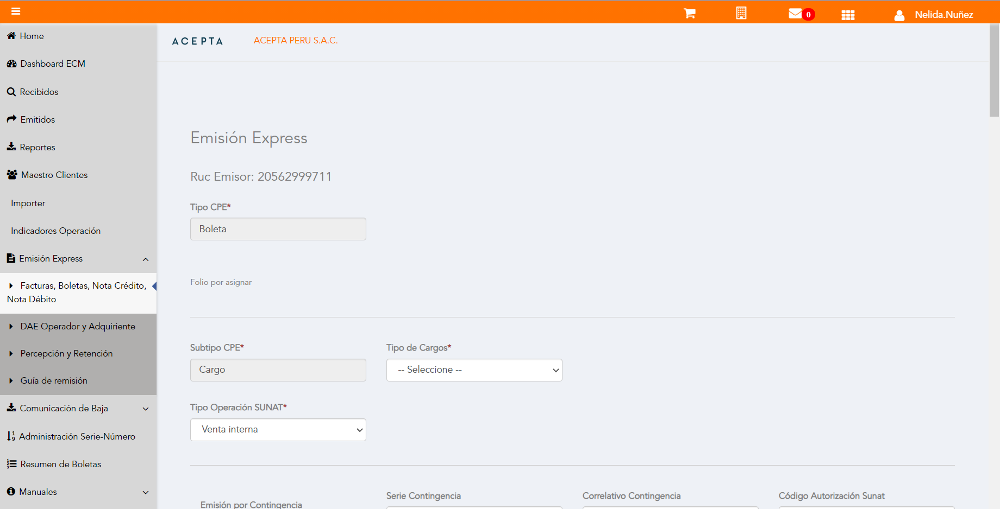 0
Nelida.Nuñez
Home
Dashboard ECM
Recibidos
Emitidos
Reportes
Maestro Clientes
Importer
Indicadores Operación
Emisión Express
Facturas, Boletas, Nota Crédito,
Nota Débito
DAE Operador y Adquiriente
Percepción y Retención
Guía de remisión
Comunicación de Baja
Administración Serie-Número
Resumen de Boletas
Manuales
ACEPTA
ACEPTA PERU S.A.C.
Emisión Express
Ruc Emisor: 20562999711
Tipo CPE*
Boleta
Folio por asignar
Subtipo CPE*
Tipo de Cargos*
Cargo
-- Seleccione --
Tipo Operación SUNAT*
Venta interna
Emisión por Contingencia
Serie Contingencia
Correlativo Contingencia
Código Autorización Sunat